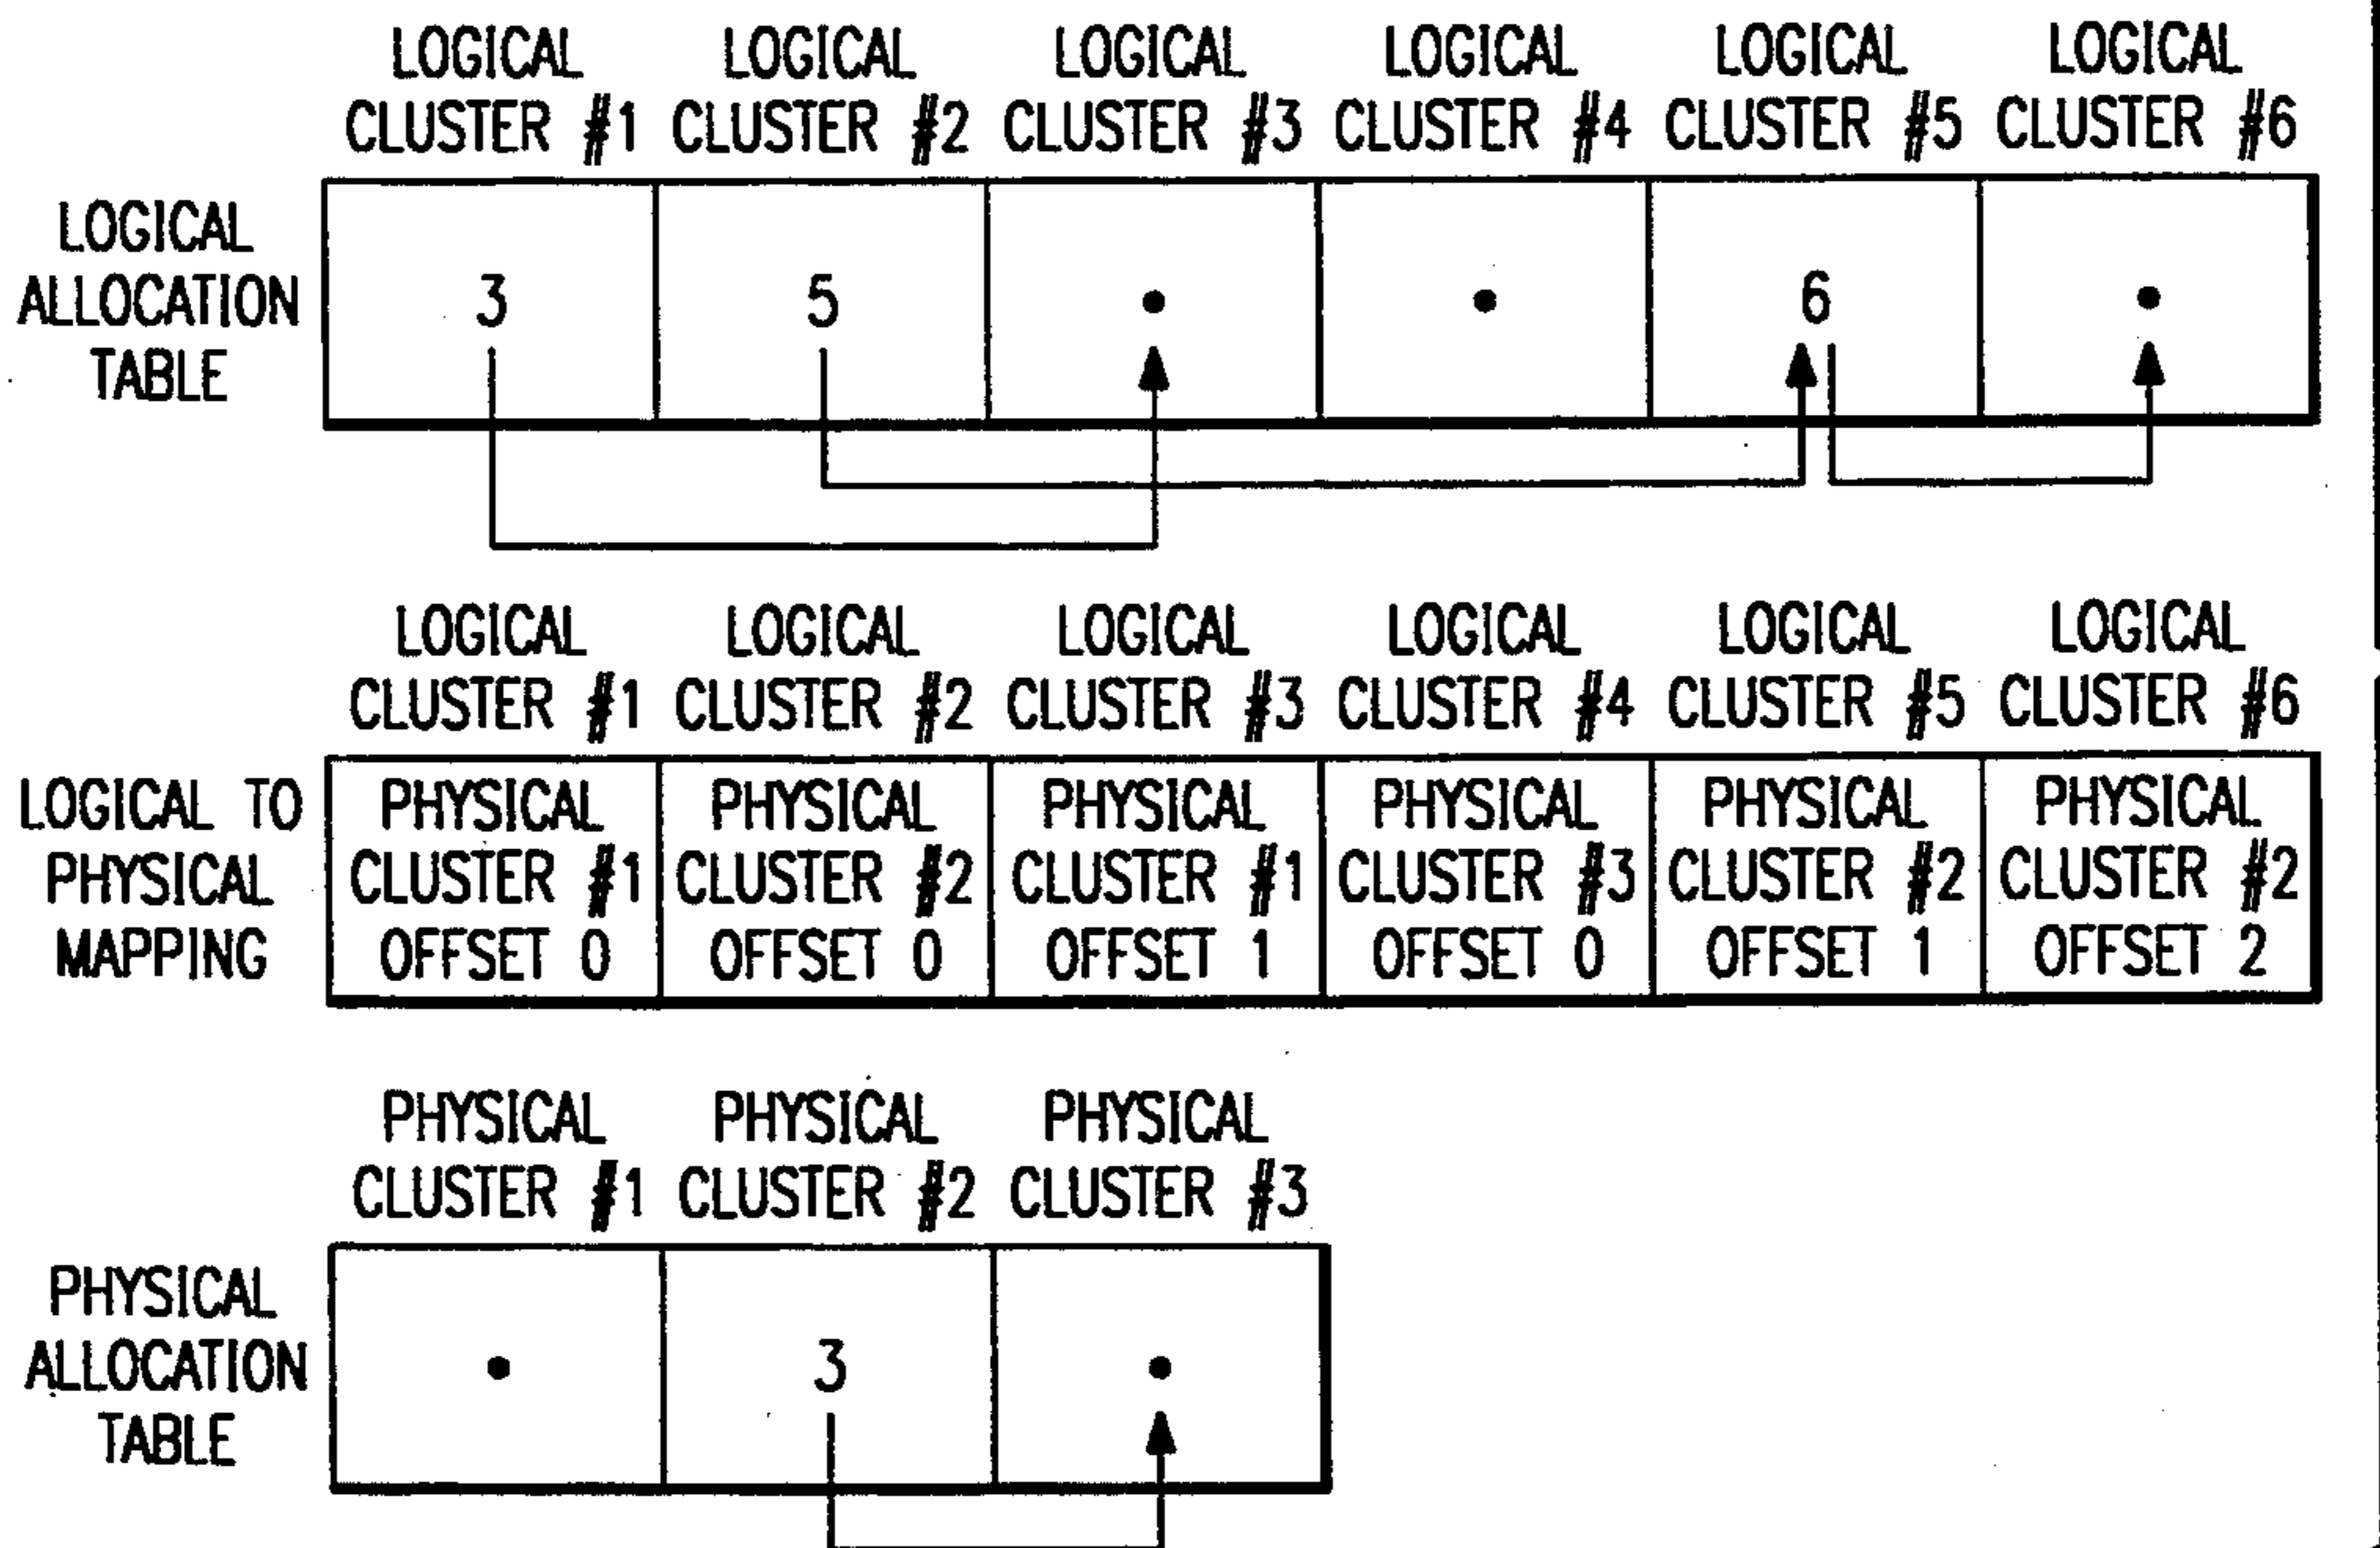 LOGICAL LOGICAL LOGICAL LOGICAL LOGICAL LOGICAL
CLUSTER #1 CLUSTER #2 CLUSTER #3 CLUSTER #4 CLUSTER #5 CLUSTER #6
LOGICAL
ALLOCATION
TABLE
3 5 • • 6 •
LOGICAL LOGICAL LOGICAL LOGICAL LOGICAL LOGICAL
CLUSTER #1 CLUSTER #2 CLUSTER #3 CLUSTER #4 CLUSTER #5 CLUSTER #6
LOGICAL TO
PHYSICAL
MAPPING
PHYSICAL PHYSICAL PHYSICAL PHYSICAL PHYSICAL PHYSICAL
CLUSTER #1 CLUSTER #2 CLUSTER #1 CLUSTER #3 CLUSTER #2 CLUSTER #2
OFFSET 0 OFFSET 0 OFFSET 1 OFFSET 0 OFFSET 1 OFFSET 2
PHYSICAL PHYSICAL PHYSICAL
CLUSTER #1 CLUSTER #2 CLUSTER #3
PHYSICAL
ALLOCATION
TABLE
• 3 •